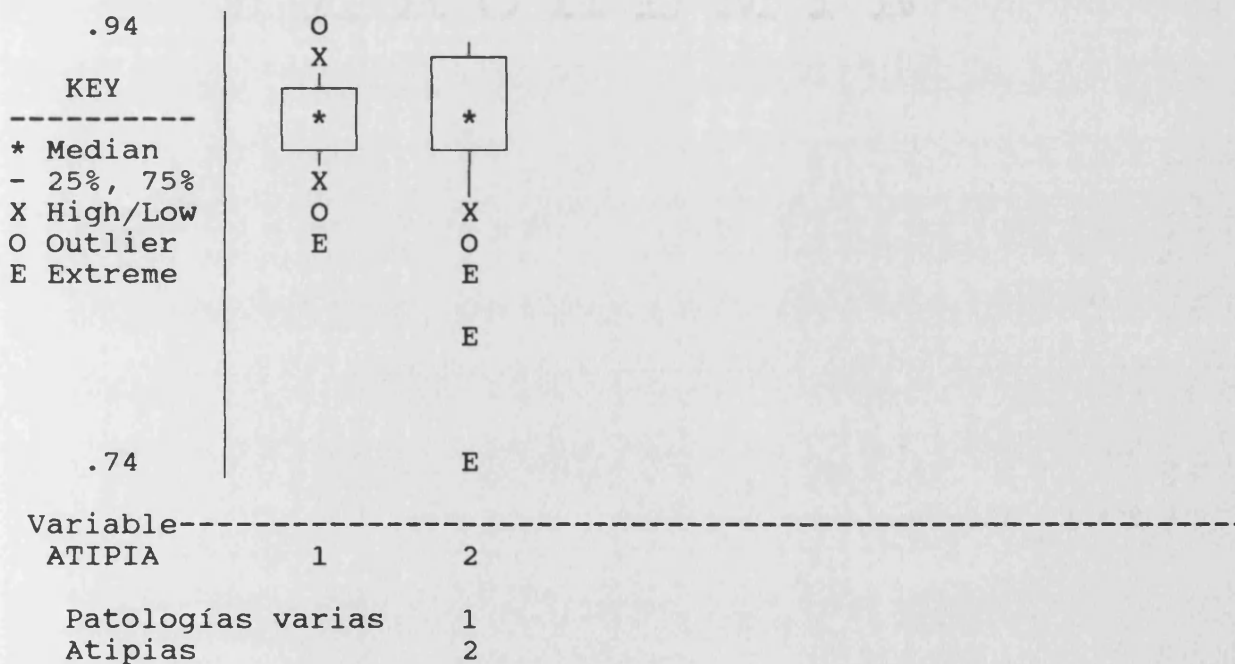 .94 O
X
KEY
----------
* *
* Median
- 25%, 75% X
X High/Low O X
O Outlier E O
E Extreme E
E
.74 E
Variable--------------------------------------------------------
ATIPIA 1 2
Patologías varias 1
Atipias 2